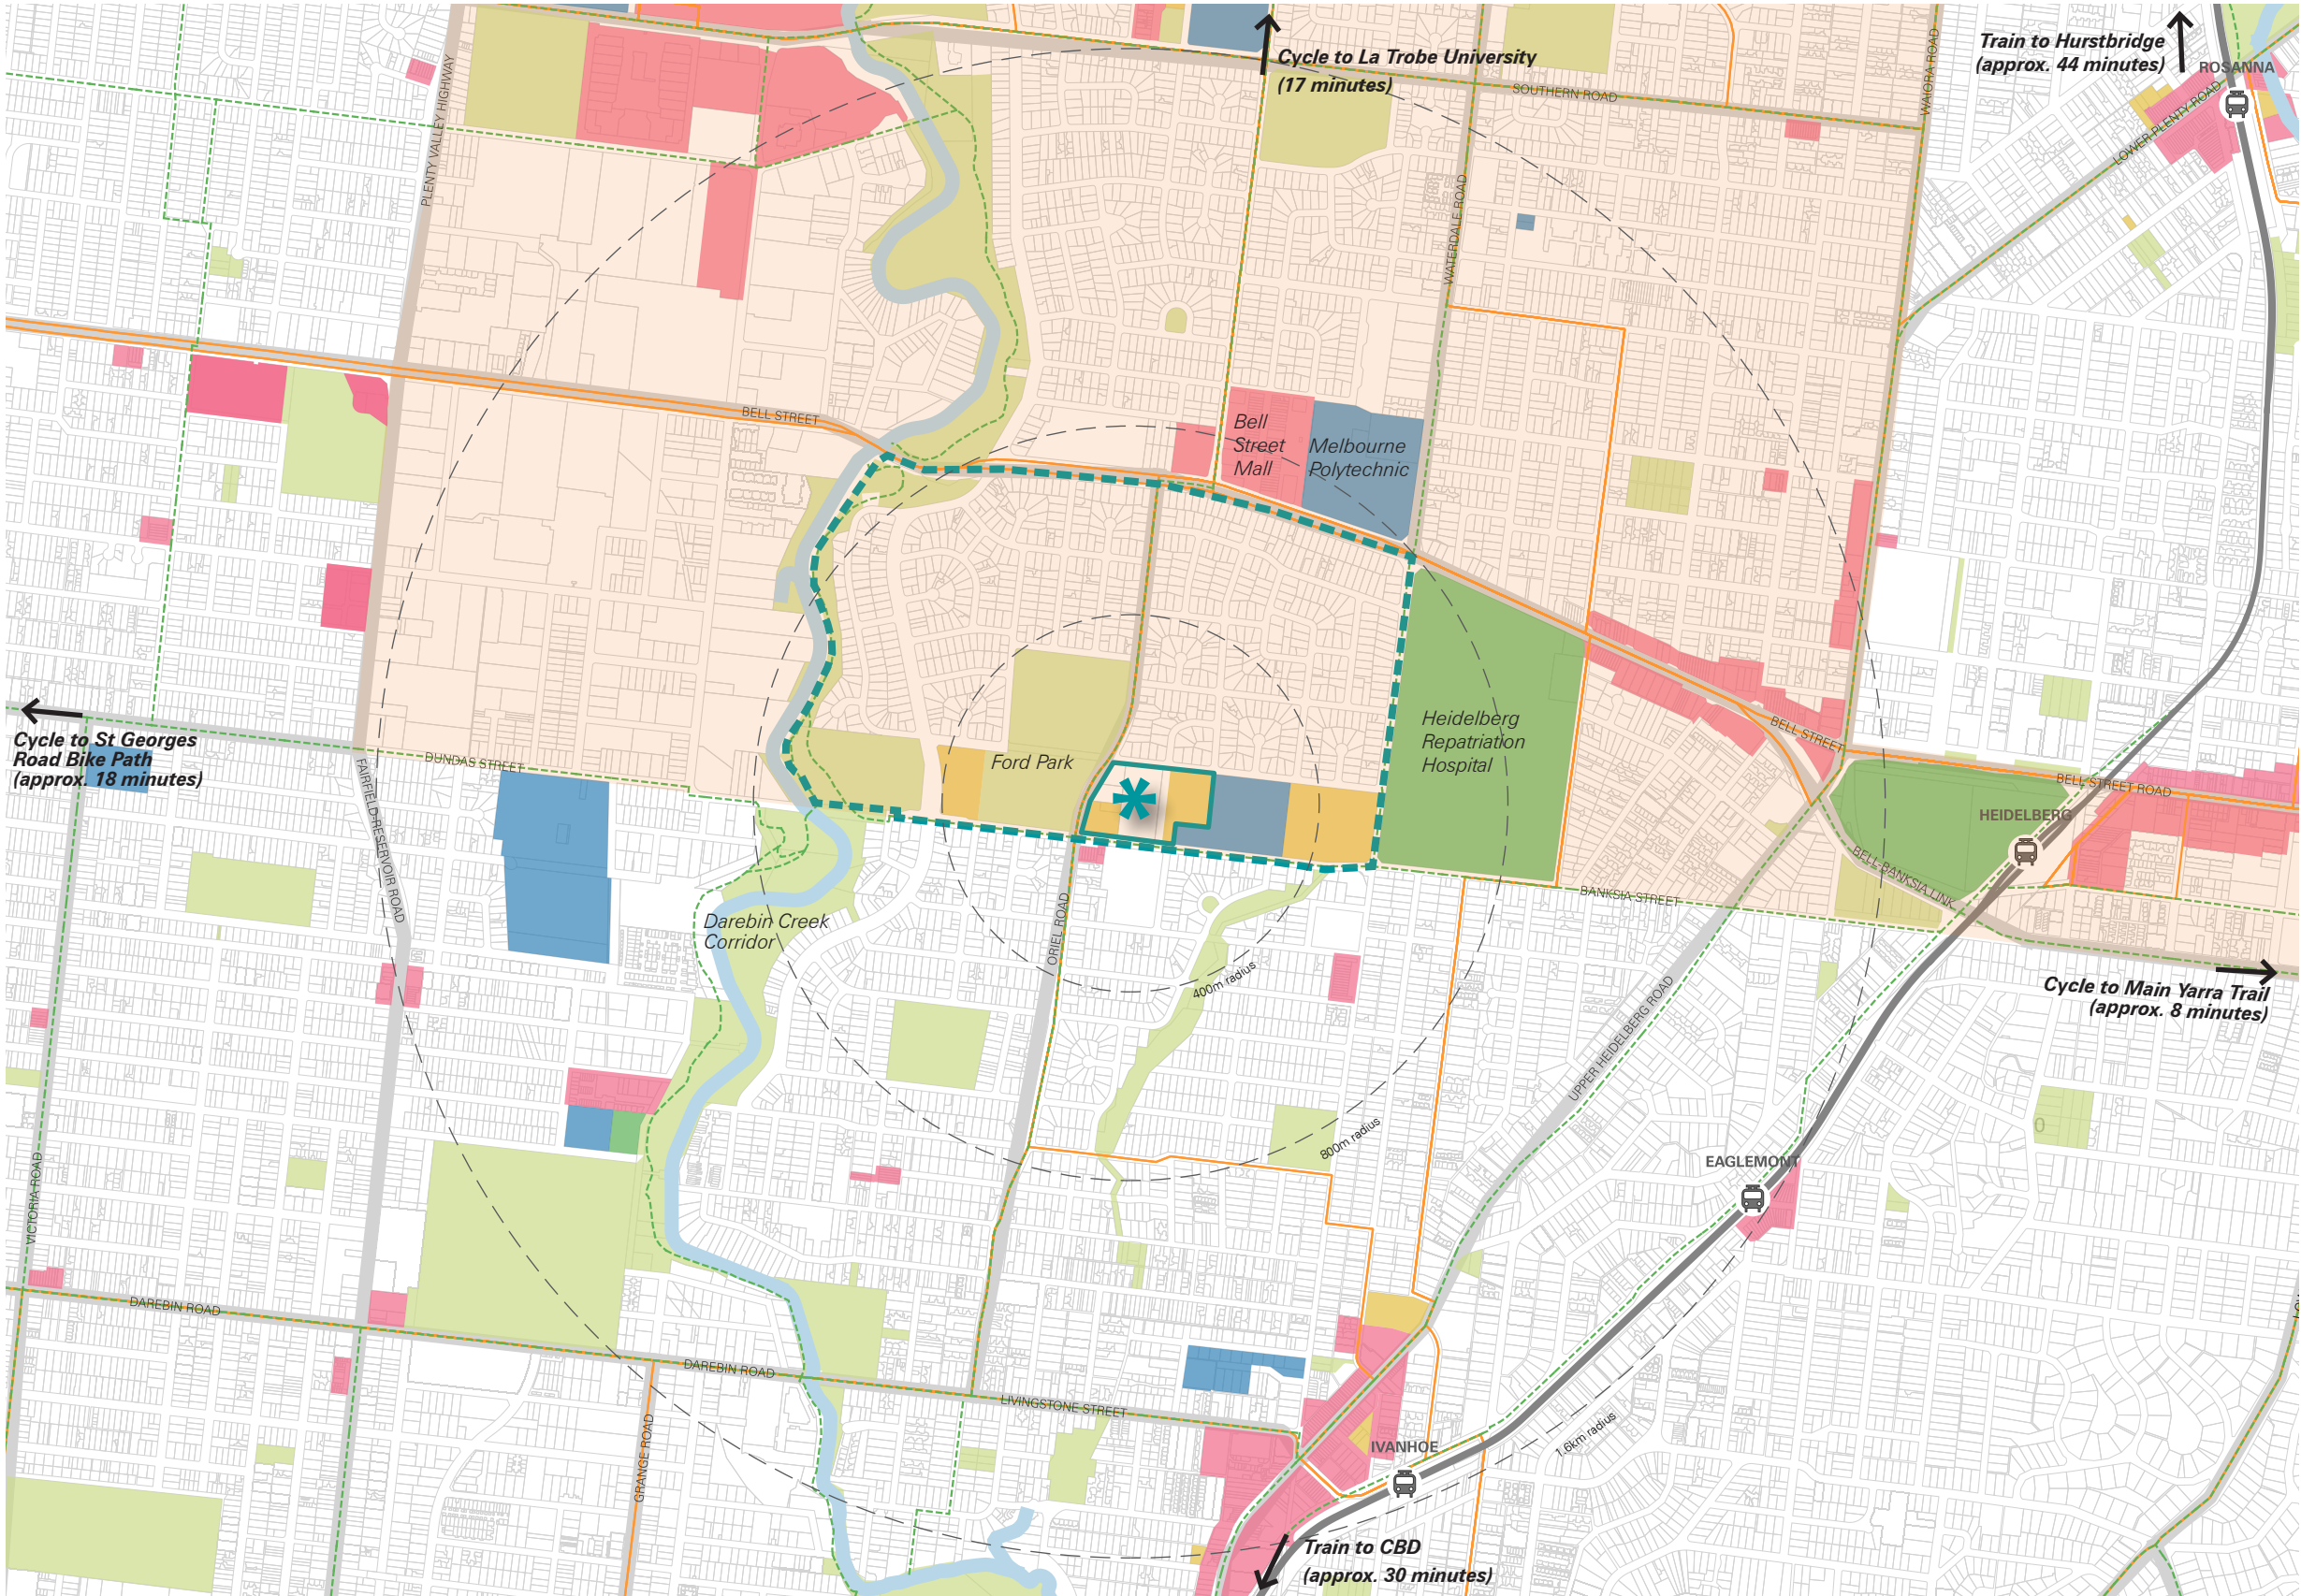 Train to Hurstbridge
(approx. 44 minutes)
ROSANNA
Cycle to La Trobe University
(17 minutes)
SOUTHERN ROAD
WAIORA ROAD
LOWER PLENTY ROAD
PLENTY VALLEY HIGHWAY
WATERDALE ROAD
BELL STREET
Bell
Street
Mall
Melbourne
Polytechnic
Heidelberg
Repatriation
Hospital
BELL STREET
BELL STREET ROAD
HEIDELBERG
Cycle to St Georges
Road Bike Path
(approx. 18 minutes)
DUNDAS STREET
FAIRFIELD-RESERVOIR ROAD
Ford Park
BELL-BANKSIA LINK
BANKSIA STREET
Darebin Creek
Corridor
ORIEL ROAD
400m radius
Cycle to Main Yarra Trail
(approx. 8 minutes)
UPPER HEIDELBERG ROAD
800m radius
EAGLEMONT
VICTORIA ROAD
DAREBIN ROAD
DAREBIN ROAD
LIVINGSTONE STREET
GRANGE ROAD
IVANHOE
1.6km radius
Train to CBD
(approx. 30 minutes)